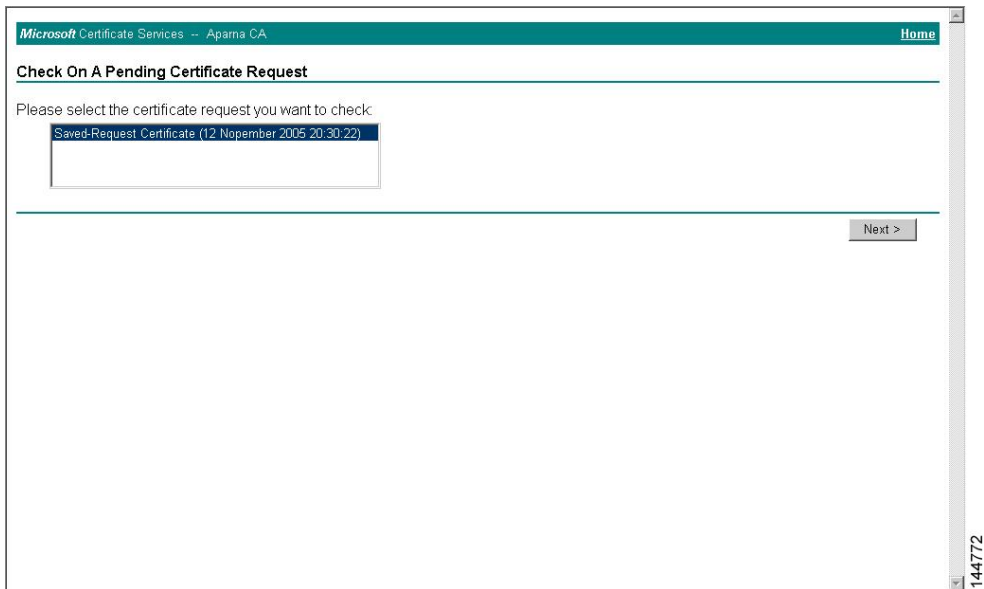 Microsoft Certificate Services -- Aparna CA Home
Check On A Pending Certificate Request
Please select the certificate request you want to check:
Saved-Request Certificate (12 Nopember 2005 20:30:22)
Next >
144772